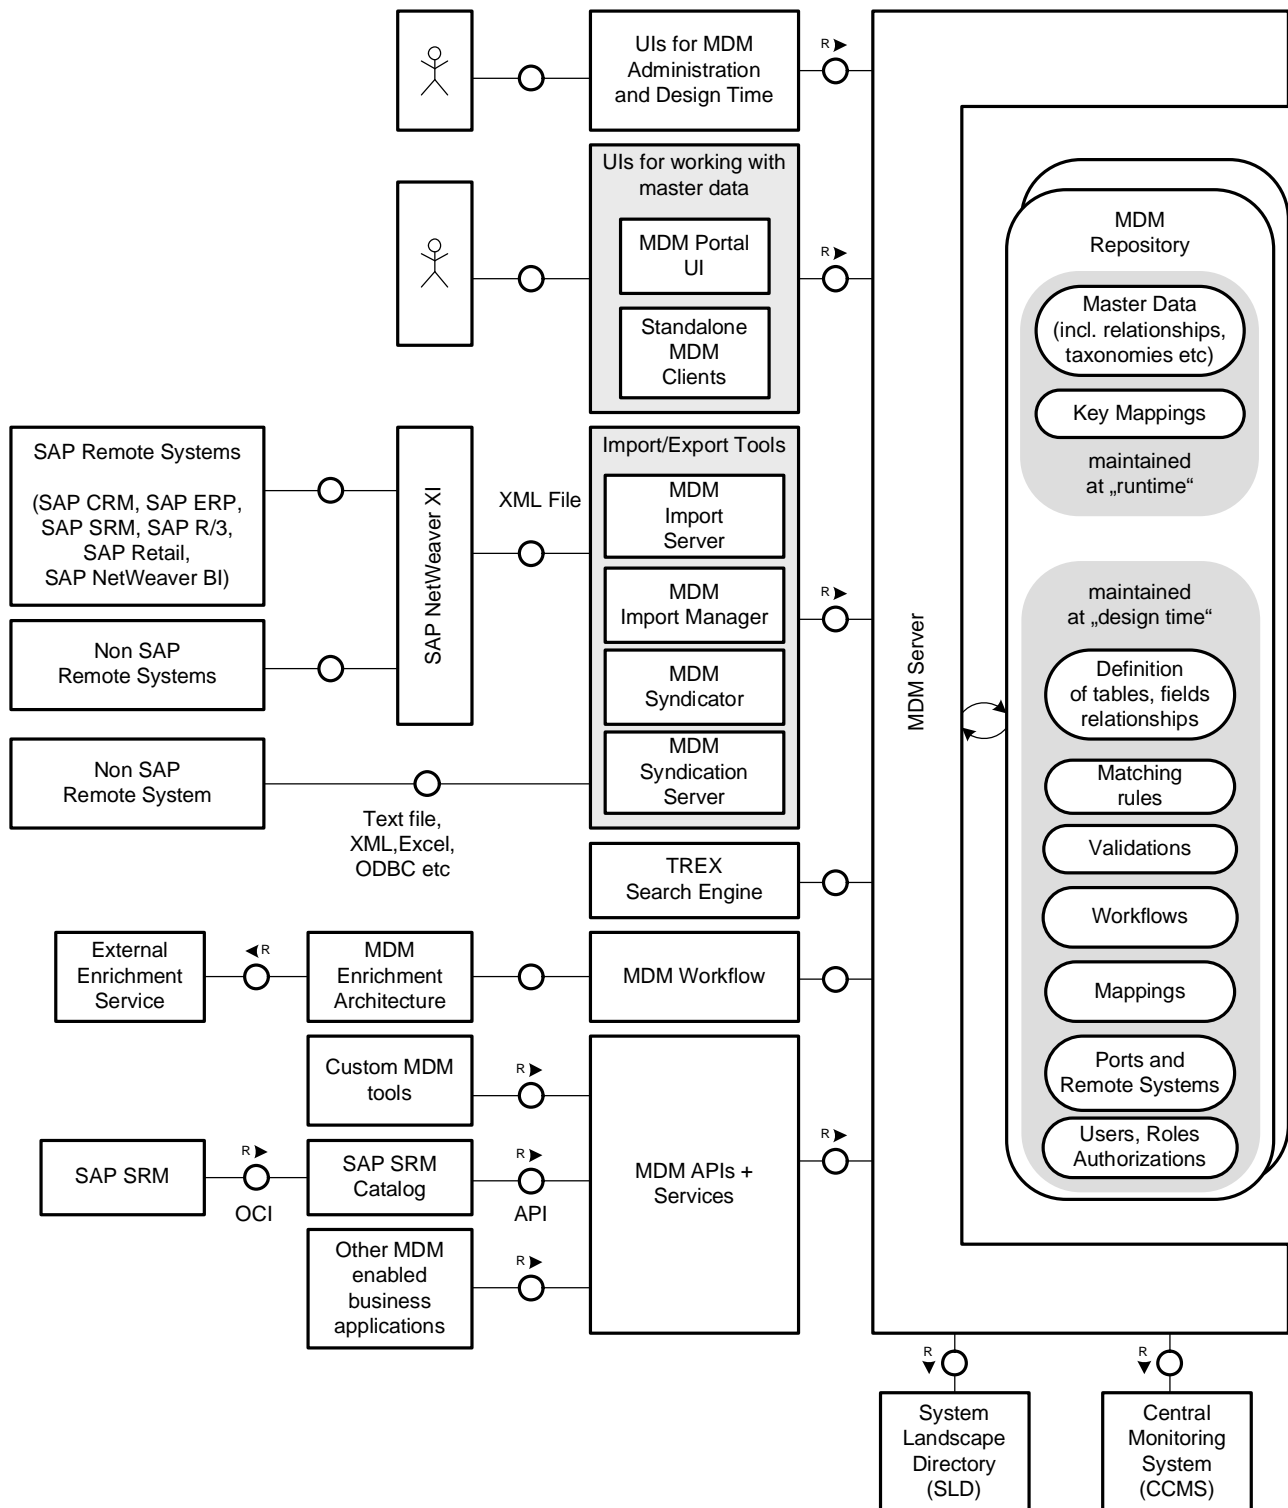 UIs for MDM
Administration
and Design Time
R
UIs for working with
master data
MDM Portal
UI
Standalone
MDM
Clients
R
SAP Remote Systems
(SAP CRM, SAP ERP,
SAP SRM, SAP R/3,
SAP Retail,
SAP NetWeaver BI)
Non SAP
Remote Systems
Non SAP
Remote System
SAP NetWeaver XI
XML File
Text file,
XML,Excel,
ODBC etc
Import/Export Tools
MDM
Import
Server
MDM
Import Manager
MDM
Syndicator
MDM
Syndication
Server
R
TREX
Search Engine
External
Enrichment
Service
R
MDM
Enrichment
Architecture
MDM Workflow
Custom MDM
tools
R
SAP SRM
R
OCI
SAP SRM
Catalog
R
API
Other MDM
enabled
business
applications
R
MDM APIs +
Services
R
MDM Server
MDM
Repository
Master Data
(incl. relationships,
taxonomies etc)
Key Mappings
maintained
at „runtime“
maintained
at „design time“
Definition
of tables, fields
relationships
Matching
rules
Validations
Workflows
Mappings
Ports and
Remote Systems
Users, Roles
Authorizations
R
System
Landscape
Directory
(SLD)
R
Central
Monitoring
System
(CCMS)